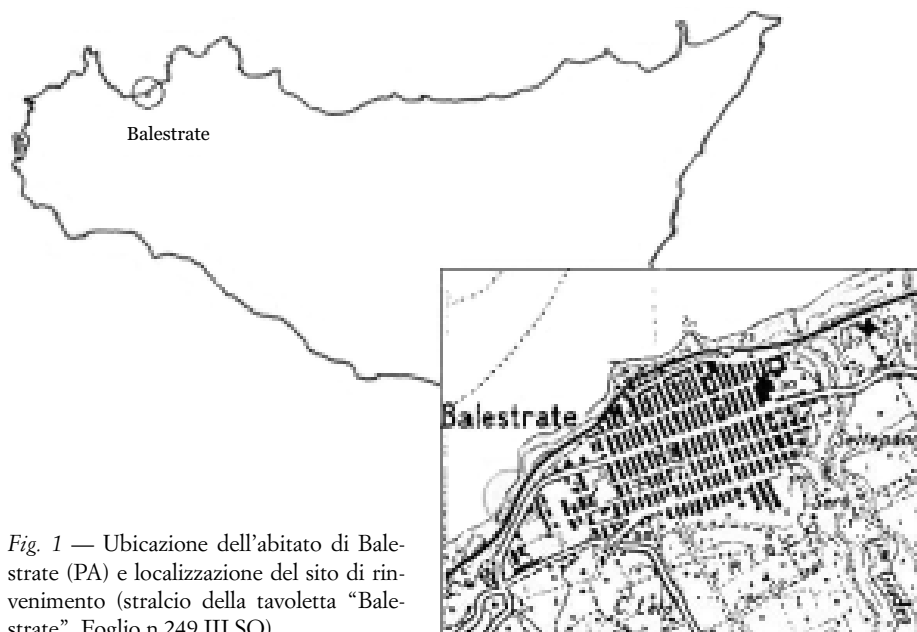 Balestrate
Balestrate
Fig. 1 — Ubicazione dell'abitato di Bale-
strate (PA) e localizzazione del sito di rin-
venimento (stralcio della tavoletta “Bale-
strate”, Foglio n.249 III SO)